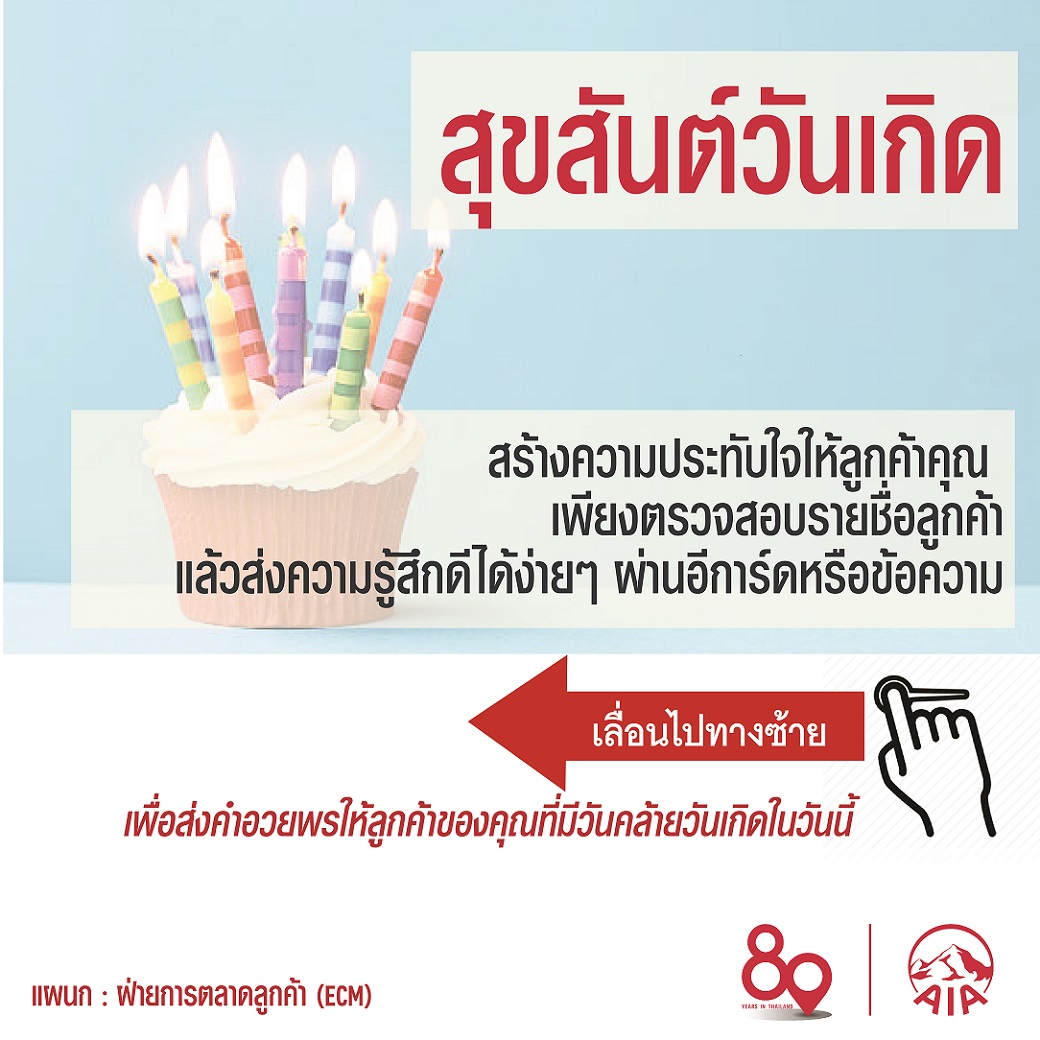 สุขสันต์วันเกิด
สร้างความประทับใจให้ลูกค้าคุณ
เพียงตรวจสอบรายชื่อลูกค้า
แล้วส่งความรู้สึกดีได้ง่ายๆ ผ่านอีการ์ดหรือข้อความ
เลื่อนไปทางซ้าย
เพื่อส่งคำอวยพรให้ลูกค้าของคุณที่มีวันคล้ายวันเกิดในวันนี้
แผนก : ฝ่ายการตลาดลูกค้า (ECM)
80
YEARS IN THAILAND
AIA